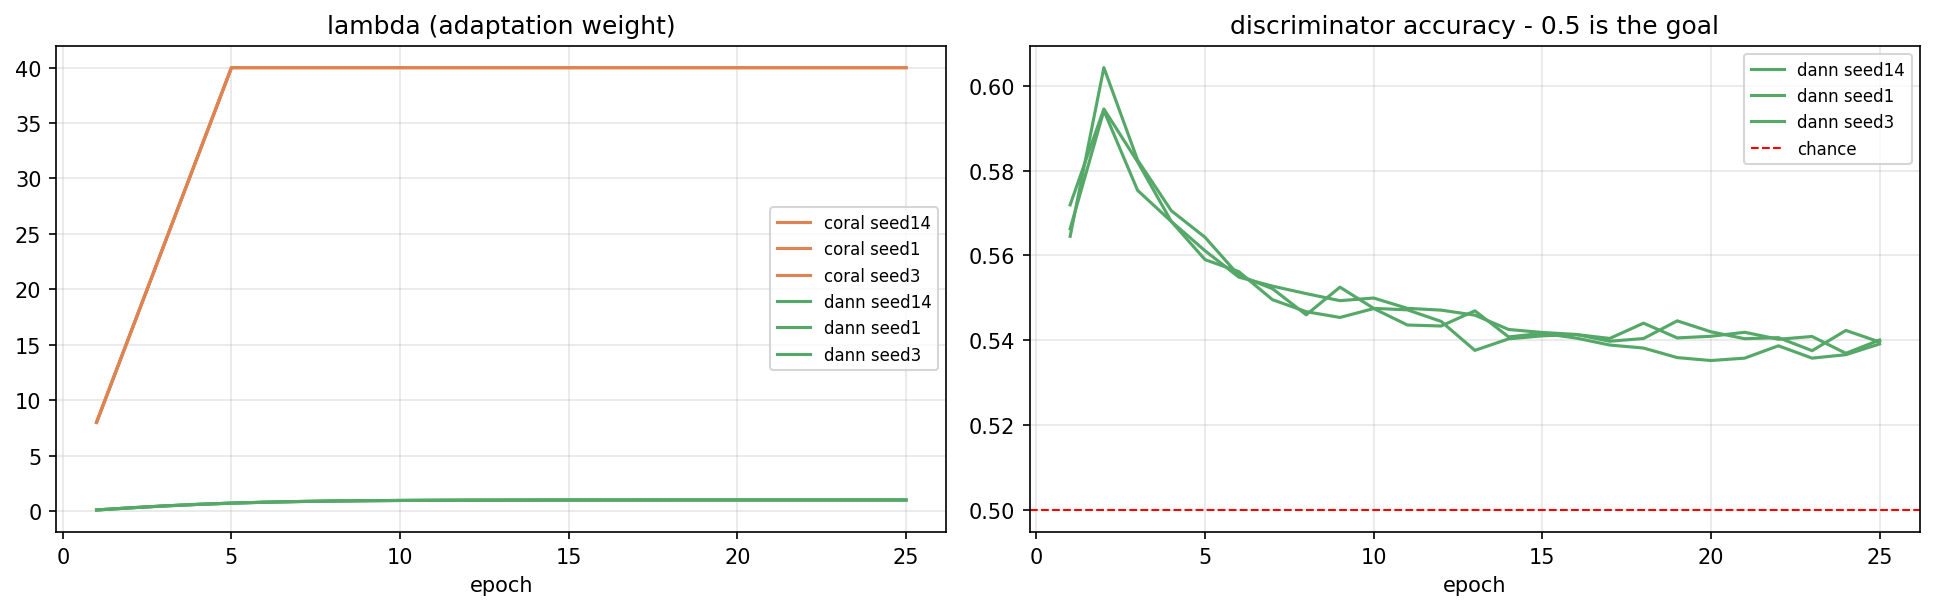 lambda (adaptation weight)
40
35
30
25
20
15
10
5
0
coral seed14
coral seed1
coral seed3
dann seed14
dann seed1
dann seed3
0 5 10 15 20 25
epoch
discriminator accuracy - 0.5 is the goal
0.60
0.58
0.56
0.54
0.52
0.50
dann seed14
dann seed1
dann seed3
chance
0 5 10 15 20 25
epoch